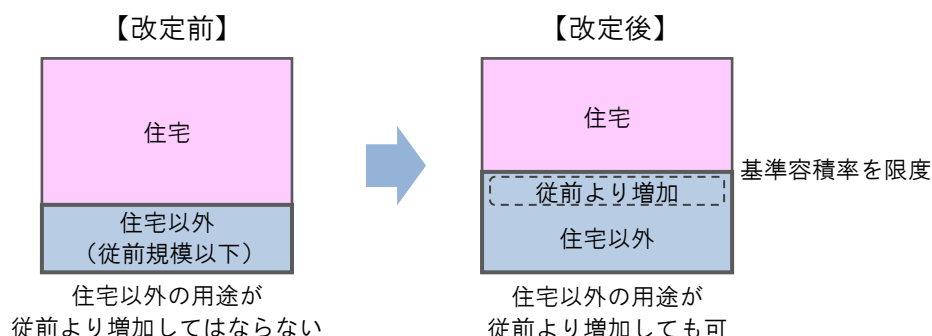 【改定前】
住宅
住宅以外
（従前規模以下）
住宅以外の用途が
従前より増加してはならない
【改定後】
住宅
基準容積率を限度
従前より増加
住宅以外
住宅以外の用途が
従前より増加しても可